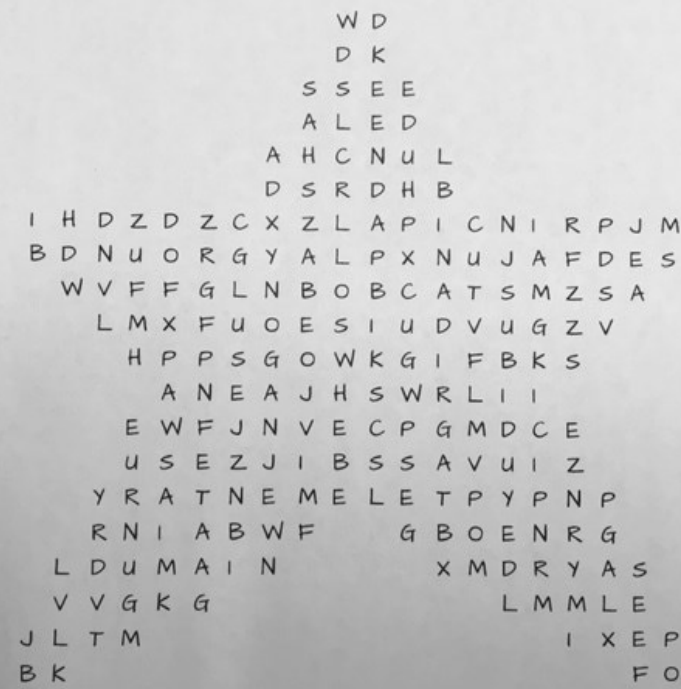 W D
D K
S S E E
A L E D
A H C N U L
D S R D H B
I H D Z D Z C X Z L A P I C N I R P J M
B D N U O R G Y A L P X N U J A F D E S
W V F F G L N B O B C A T S M Z S A
L M X F U O E S I U D V U G Z V
H P P S G O W K G I F B K S
A N E A J H S W R L I I
E W F J N V E C P G M D C E
U S E Z J I B S S A V U I Z
Y R A T N E M E L E T P Y P N P
R N I A B W F G B O E N R G
L D U M A I N X M D R Y A S
V V G K G L M M L E
J L T M I X E P
B K F O